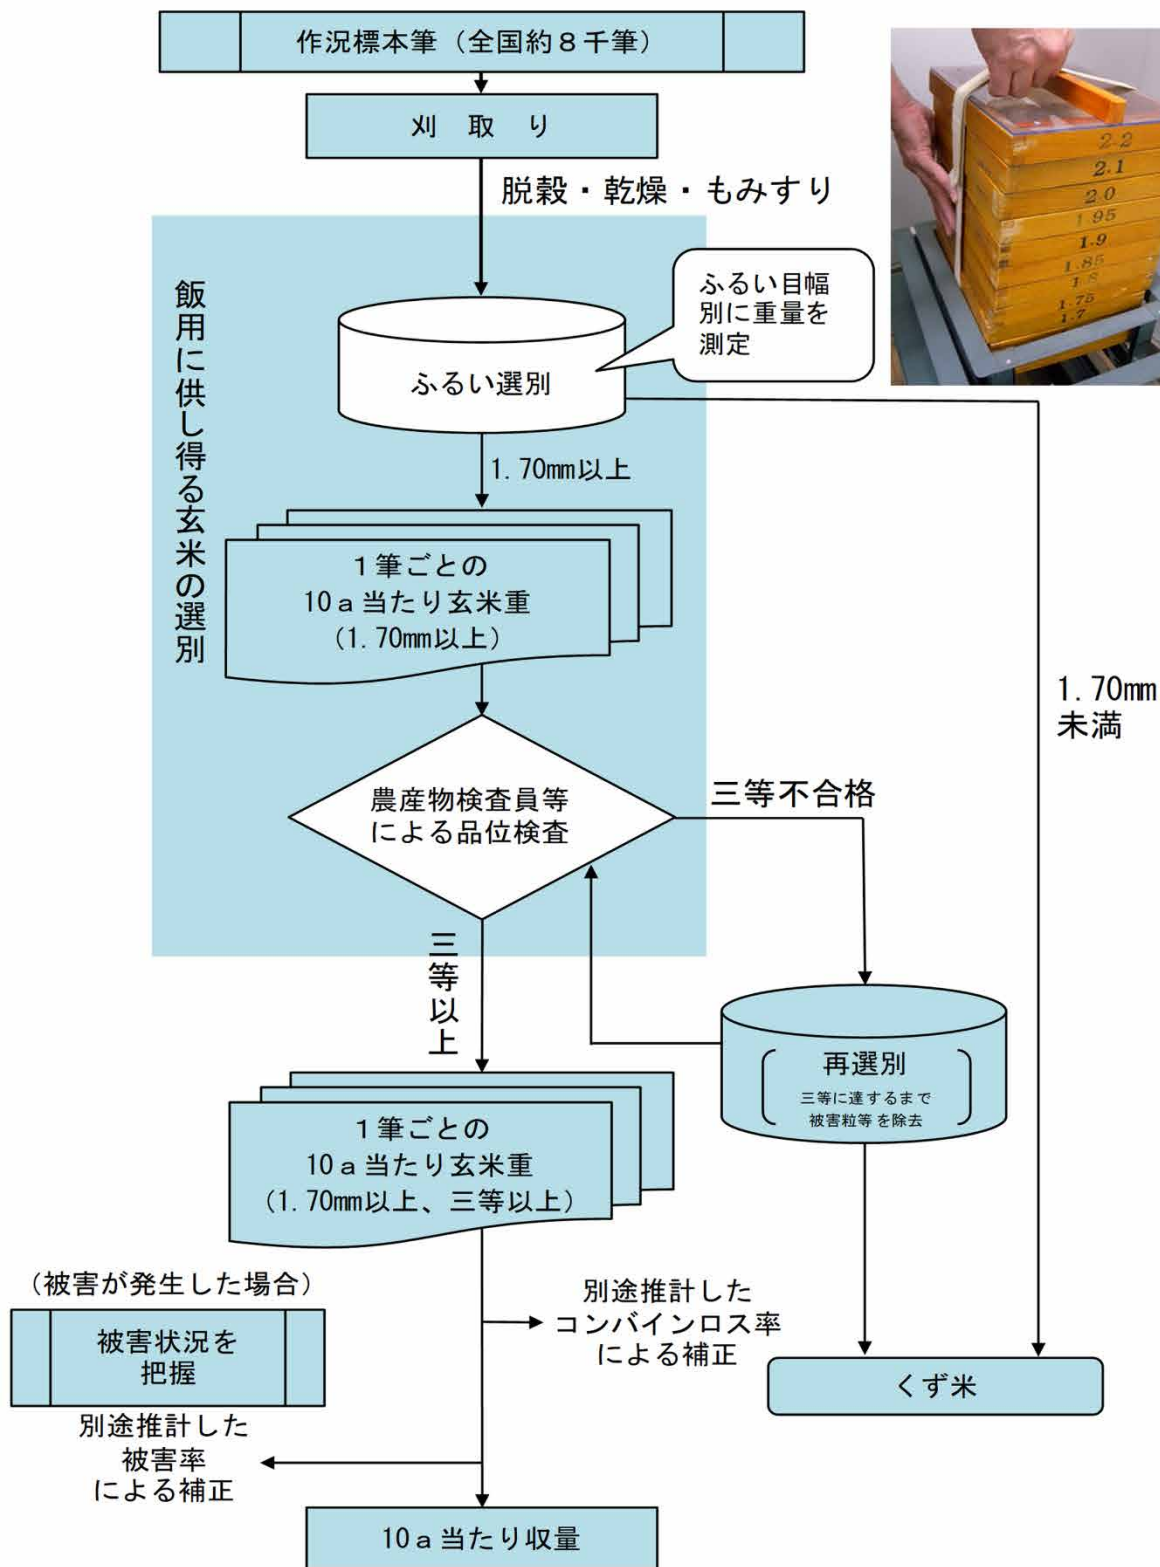 作況標本筆（全国約８千筆）
刈　取　り
脱穀・乾燥・もみすり
2.2
2.1
2.0
1.95
1.9
1.85
1.8
1.75
1.7
飯用に供し得る玄米の選別
ふるい目幅
別に重量を
測定
ふるい選別
1.70mm以上
１筆ごとの
10ａ当たり玄米重
（1.70mm以上）
1.70mm
未満
農産物検査員等
による品位検査
三等不合格
三等以上
再選別
三等に達するまで
被害粒等を除去
１筆ごとの
10ａ当たり玄米重
（1.70mm以上、三等以上）
（被害が発生した場合）
被害状況を
把握
別途推計した
コンバインロス率
による補正
くず米
別途推計した
被害率
による補正
10ａ当たり収量